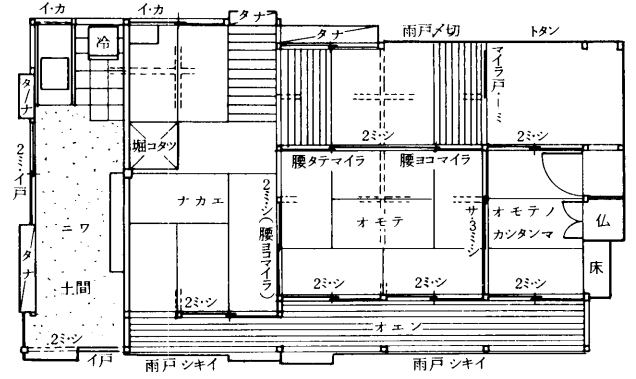 イ・カ
イ・カ
タナ
タナ
雨戸〆切
トタン
冷
タナ
マイラ戸・一ミ
2ミ・シ
2ミ・シ
堀コタツ
腰タテマイラ
腰ヨコマイラ
2ミ・イ戸
ナカエ
2ミ・シ(腰ヨコマイラ)
オモテ
サ・3ミ・シ
オモテノ
カシタンマ
仏
ニワ
床
タナ
土間
2ミ・シ
2ミ・シ
2ミ・シ
2ミ・シ
オエン
2ミ・シ
イ戸
雨戸シキイ
雨戸シキイ